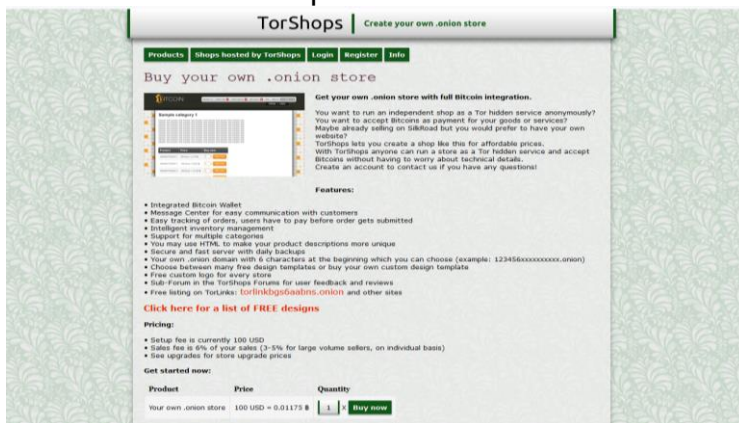 TorShops Create your own .onion store
Products Shops hosted by TorShops Login Register Info
Buy your own .onion store
BITCOIN
Get your own .onion store with full Bitcoin integration.
Sample category 1
You want to run an independent shop as a Tor hidden service anonymously?
You want to accept Bitcoins as payment for your goods or services?
Maybe already selling on SilkRoad but you would prefer to have your own
website?
TorShops lets you create a shop like this for affordable prices.
With TorShops anyone can run a store as a Tor hidden service and accept
Bitcoins without having to worry about technical details.
Create an account to contact us if you have any questions!
Features:
• Integrated Bitcoin Wallet
• Message Center for easy communication with customers
• Easy tracking of orders, users have to pay before order gets submitted
• Intelligent inventory management
• Support for multiple categories
• You may use HTML to make your product descriptions more unique
• Secure and fast server with daily backups
• Your own .onion domain with 6 characters at the beginning which you can choose (example: 123456xxxxxxxxxx.onion)
• Choose between many free design templates or buy your own custom design template
• Free custom logo for every store
• Sub-Forum in the TorShops Forums for user feedback and reviews
• Free listing on TorLinks: torlinkbgs6aabns.onion and other sites
Click here for a list of FREE designs
Pricing:
• Setup fee is currently 100 USD
• Sales fee is 6% of your sales (3-5% for large volume sellers, on individual basis)
• See upgrades for store upgrade prices
Get started now:
Product Price Quantity
Your own .onion store 100 USD = 0.01173 ฿ 1 X Buy now